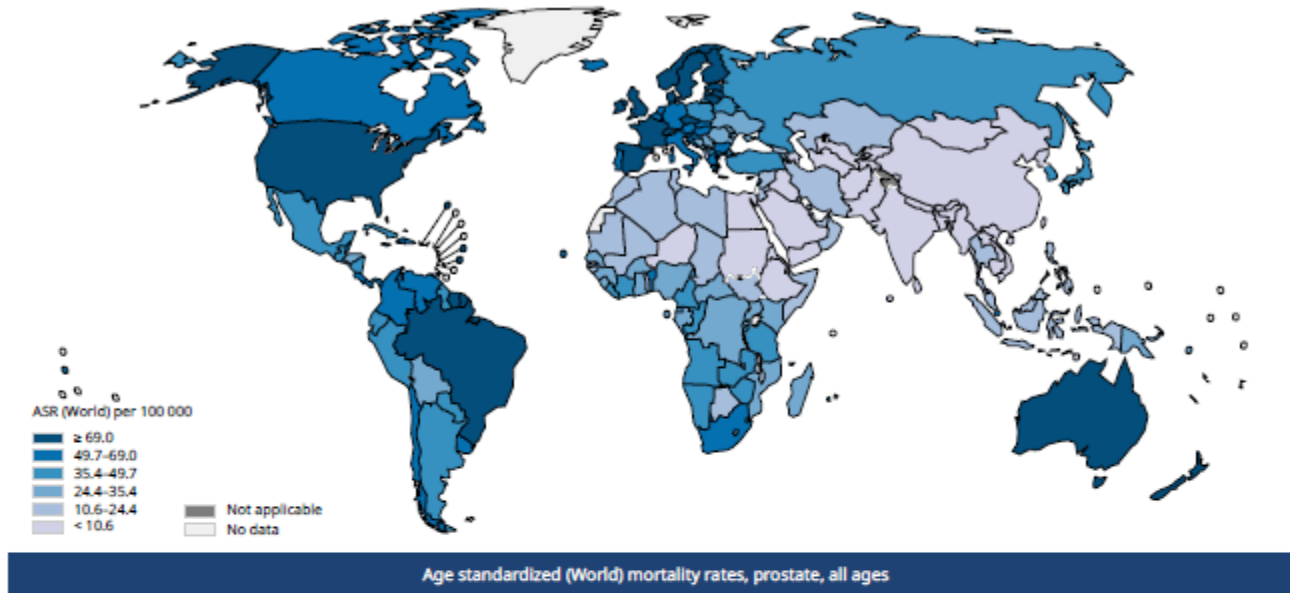 ASR (World) per 100 000
≥ 69.0
49.7–69.0
35.4–49.7
24.4–35.4
10.6–24.4
< 10.6
Not applicable
No data
Age standardized (World) mortality rates, prostate, all ages